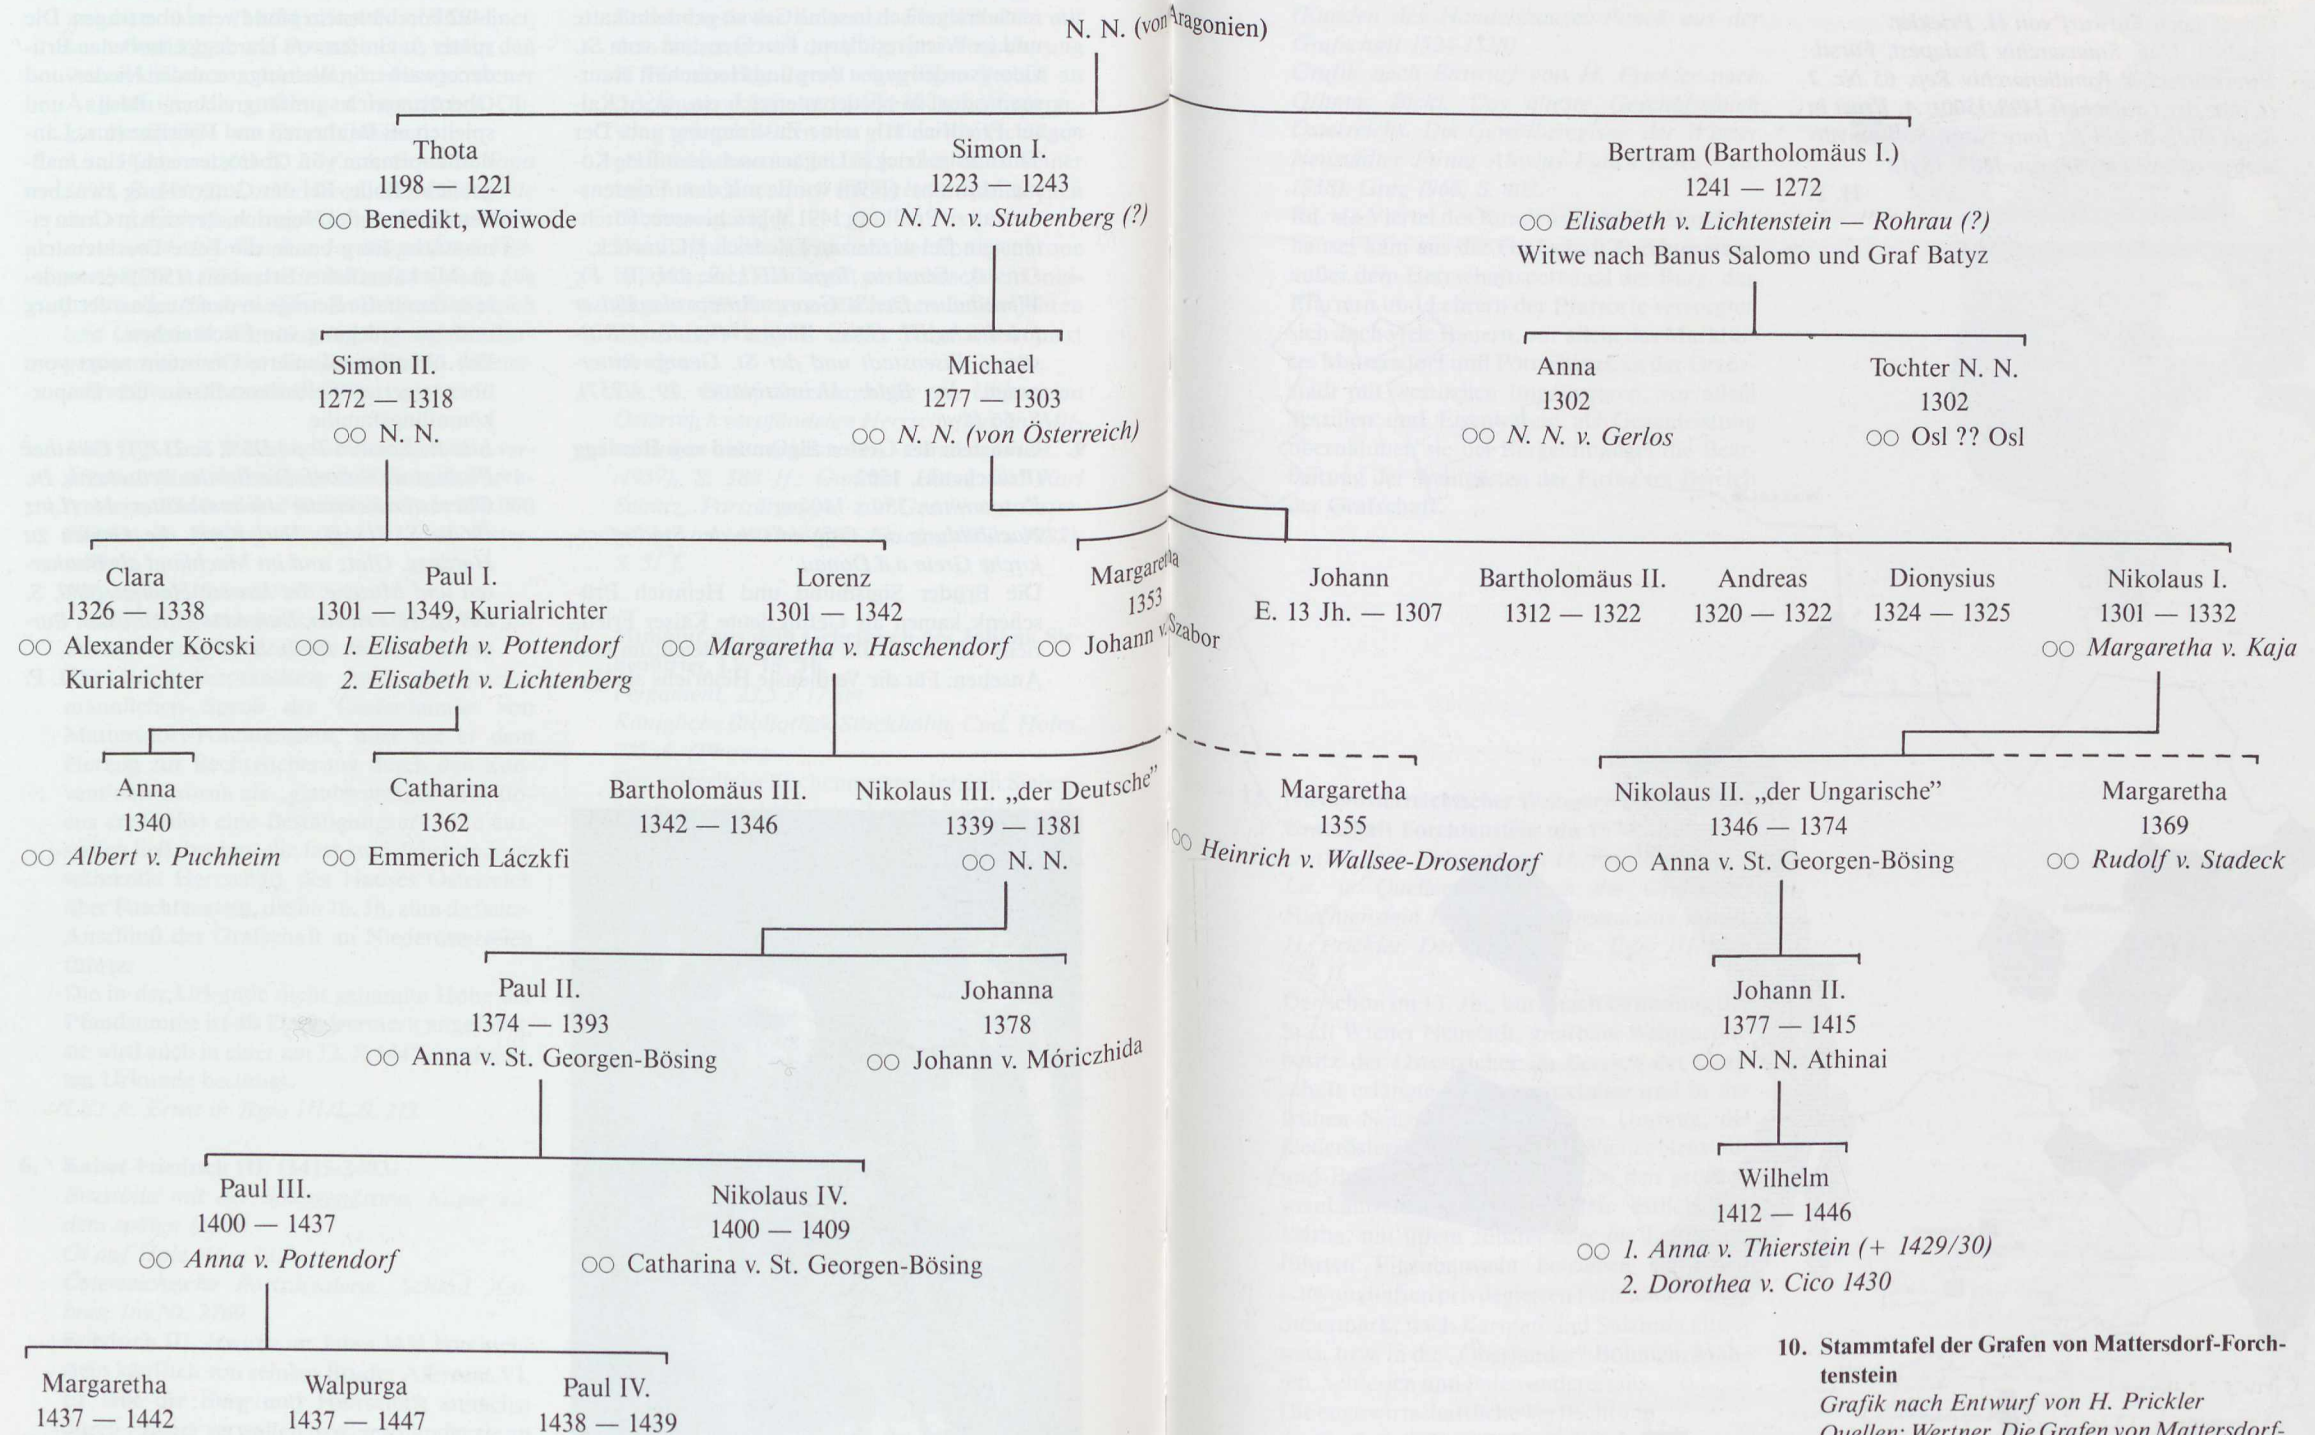 N. N. (von Aragonien)
Thota
1198 — 1221
○○ Benedikt, Woiwode
Simon I.
1223 — 1243
○○ N. N. v. Stubenberg (?)
Bertram (Bartholomäus I.)
1241 — 1272
○○ Elisabeth v. Lichtenstein — Rohrau (?)
Witwe nach Banus Salomo und Graf Batyz
Simon II.
1272 — 1318
○○ N. N.
Michael
1277 — 1303
○○ N. N. (von Österreich)
Anna
1302
○○ N. N. v. Gerlos
Tochter N. N.
1302
○○ Osl ?? Osl
Clara
1326 — 1338
○○ Alexander Köcski
Kurialrichter
Paul I.
1301 — 1349, Kurialrichter
○○ 1. Elisabeth v. Pottendorf
2. Elisabeth v. Lichtenberg
Lorenz
1301 — 1342
○○ Margaretha v. Haschendorf
Margaretha
1353
○○ Johann v. Szabor
Johann
E. 13 Jh. — 1307
Bartholomäus II.
1312 — 1322
Andreas
1320 — 1322
Dionysius
1324 — 1325
Nikolaus I.
1301 — 1332
○○ Margaretha v. Kaja
Anna
1340
○○ Albert v. Puchheim
Catharina
1362
○○ Emmerich Láczkfi
Bartholomäus III.
1342 — 1346
Nikolaus III. „der Deutsche”
1339 — 1381
○○ N. N.
Margaretha
1355
○○ Heinrich v. Wallsee-Drosendorf
Nikolaus II. „der Ungarische”
1346 — 1374
○○ Anna v. St. Georgen-Bösing
Margaretha
1369
○○ Rudolf v. Stadeck
Paul II.
1374 — 1393
○○ Anna v. St. Georgen-Bösing
Johanna
1378
○○ Johann v. Móriczhida
Johann II.
1377 — 1415
○○ N. N. Athinai
Paul III.
1400 — 1437
○○ Anna v. Pottendorf
Nikolaus IV.
1400 — 1409
○○ Catharina v. St. Georgen-Bösing
Wilhelm
1412 — 1446
○○ 1. Anna v. Thierstein (+ 1429/30)
2. Dorothea v. Cico 1430
Margaretha
1437 — 1442
Walpurga
1437 — 1447
Paul IV.
1438 — 1439
10. Stammtafel der Grafen von Mattersdorf-Forch-
tenstein
Grafik nach Entwurf von H. Prickler
Quellen: Wertner, Die Grafen von Mattersdorf-